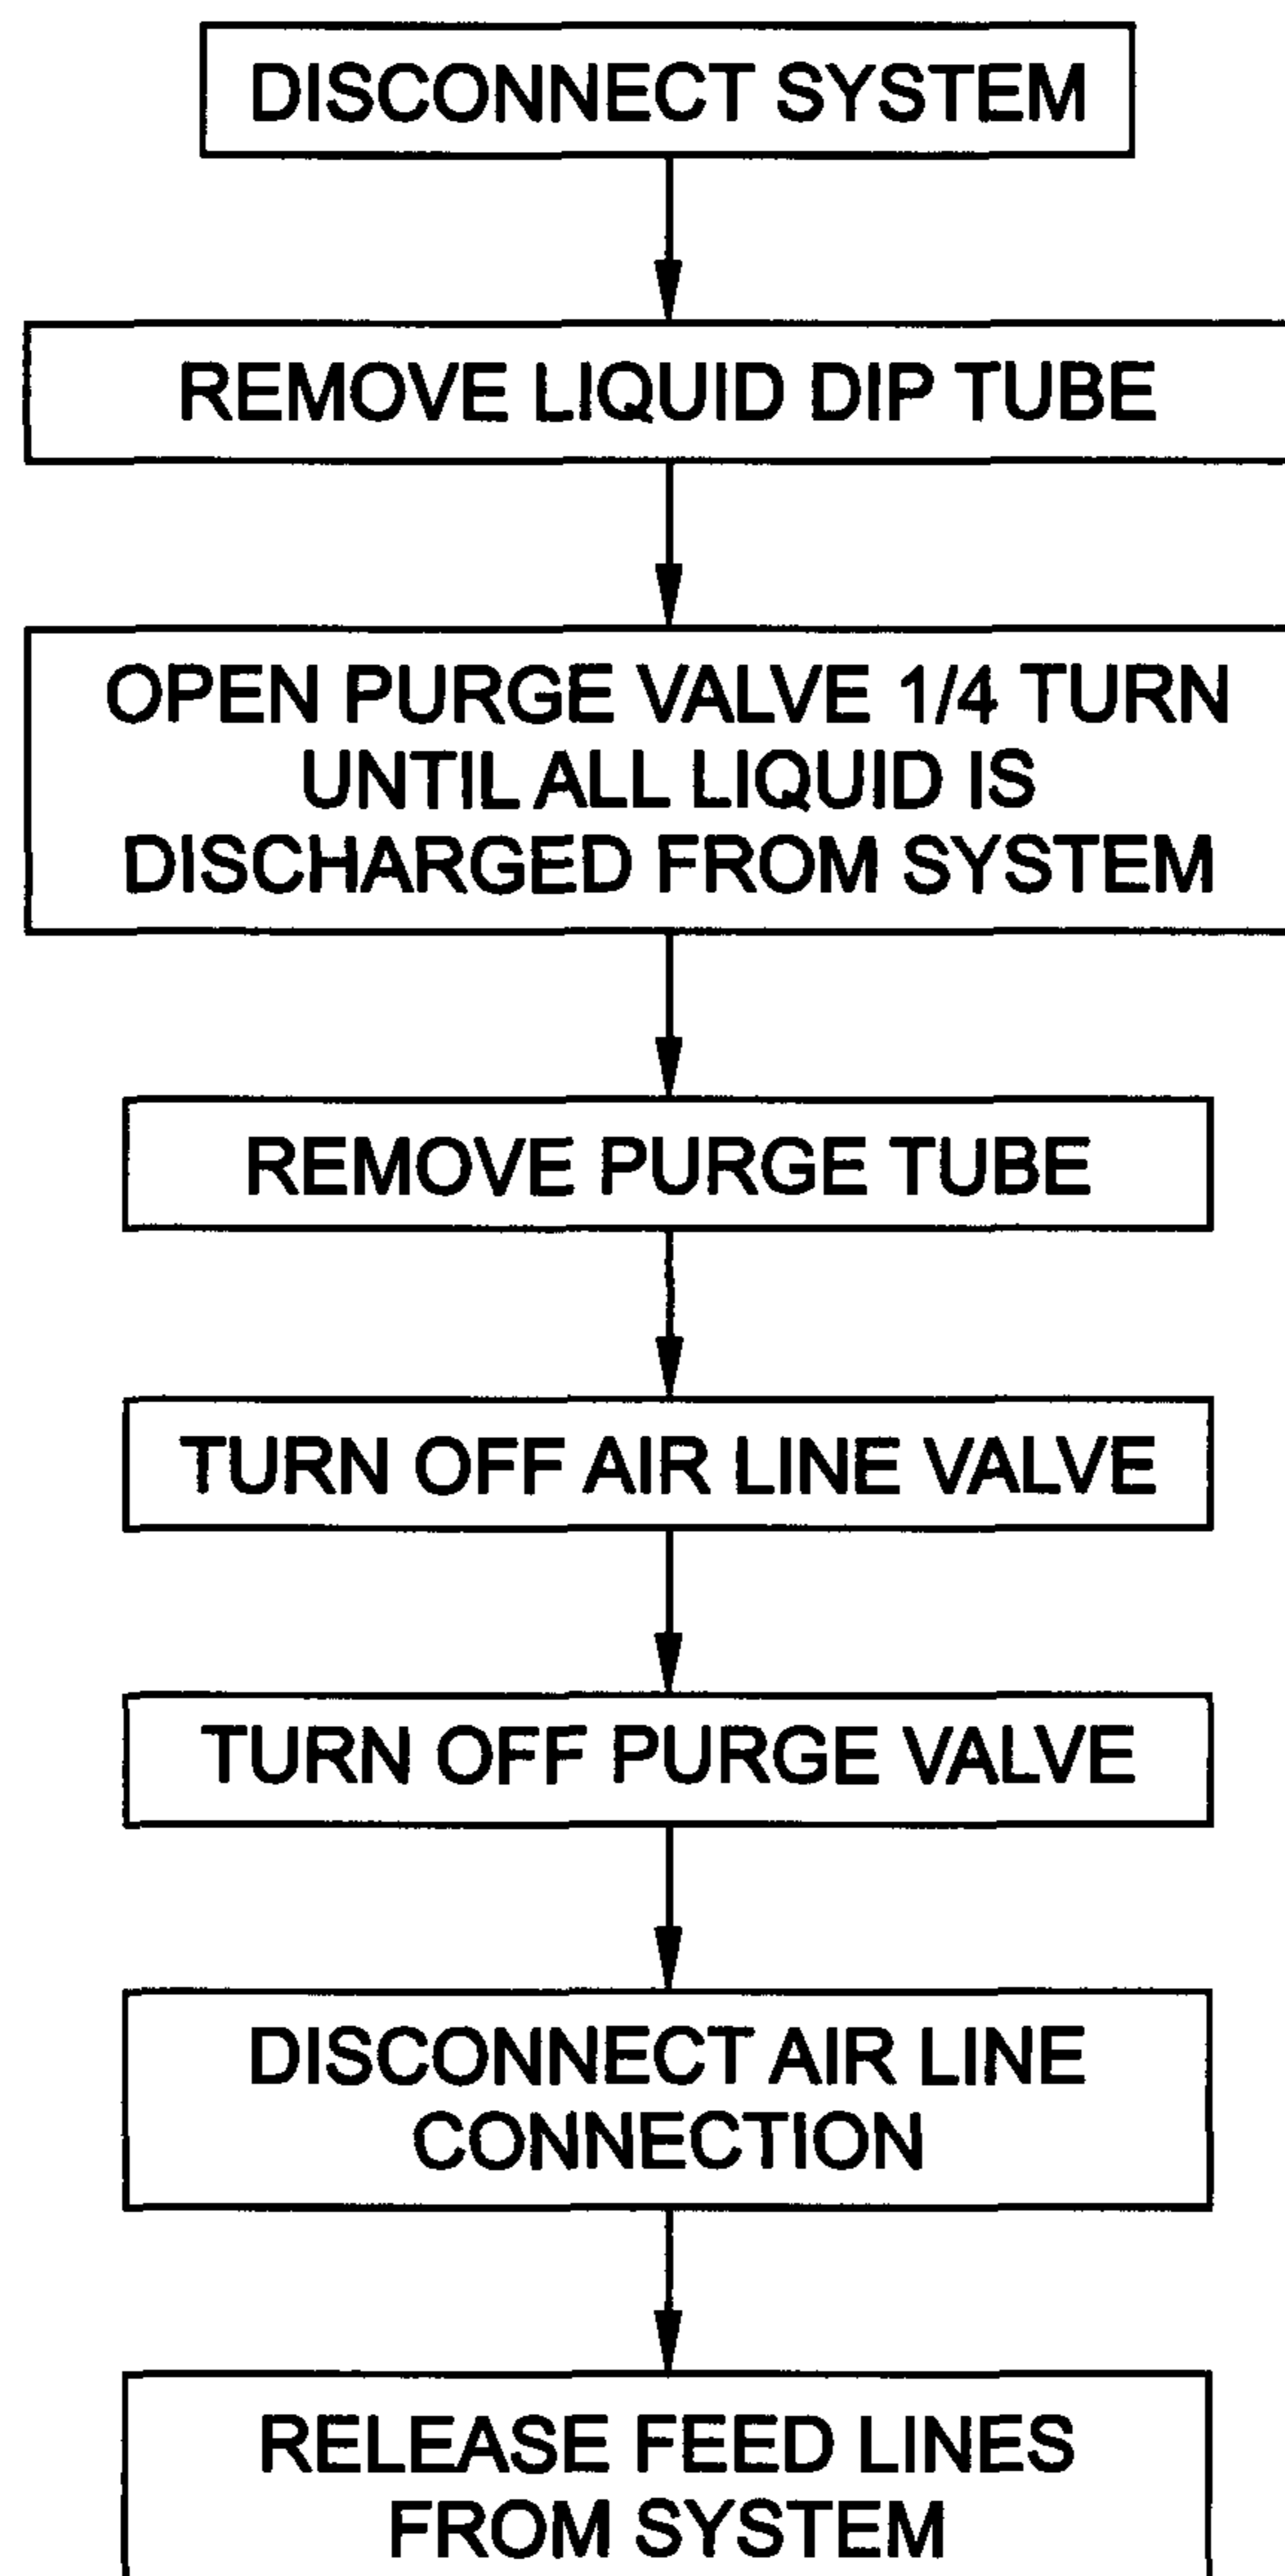 DISCONNECT SYSTEM
REMOVE LIQUID DIP TUBE
OPEN PURGE VALVE 1/4 TURN
UNTIL ALL LIQUID IS
DISCHARGED FROM SYSTEM
REMOVE PURGE TUBE
TURN OFF AIR LINE VALVE
TURN OFF PURGE VALVE
DISCONNECT AIR LINE
CONNECTION
RELEASE FEED LINES
FROM SYSTEM